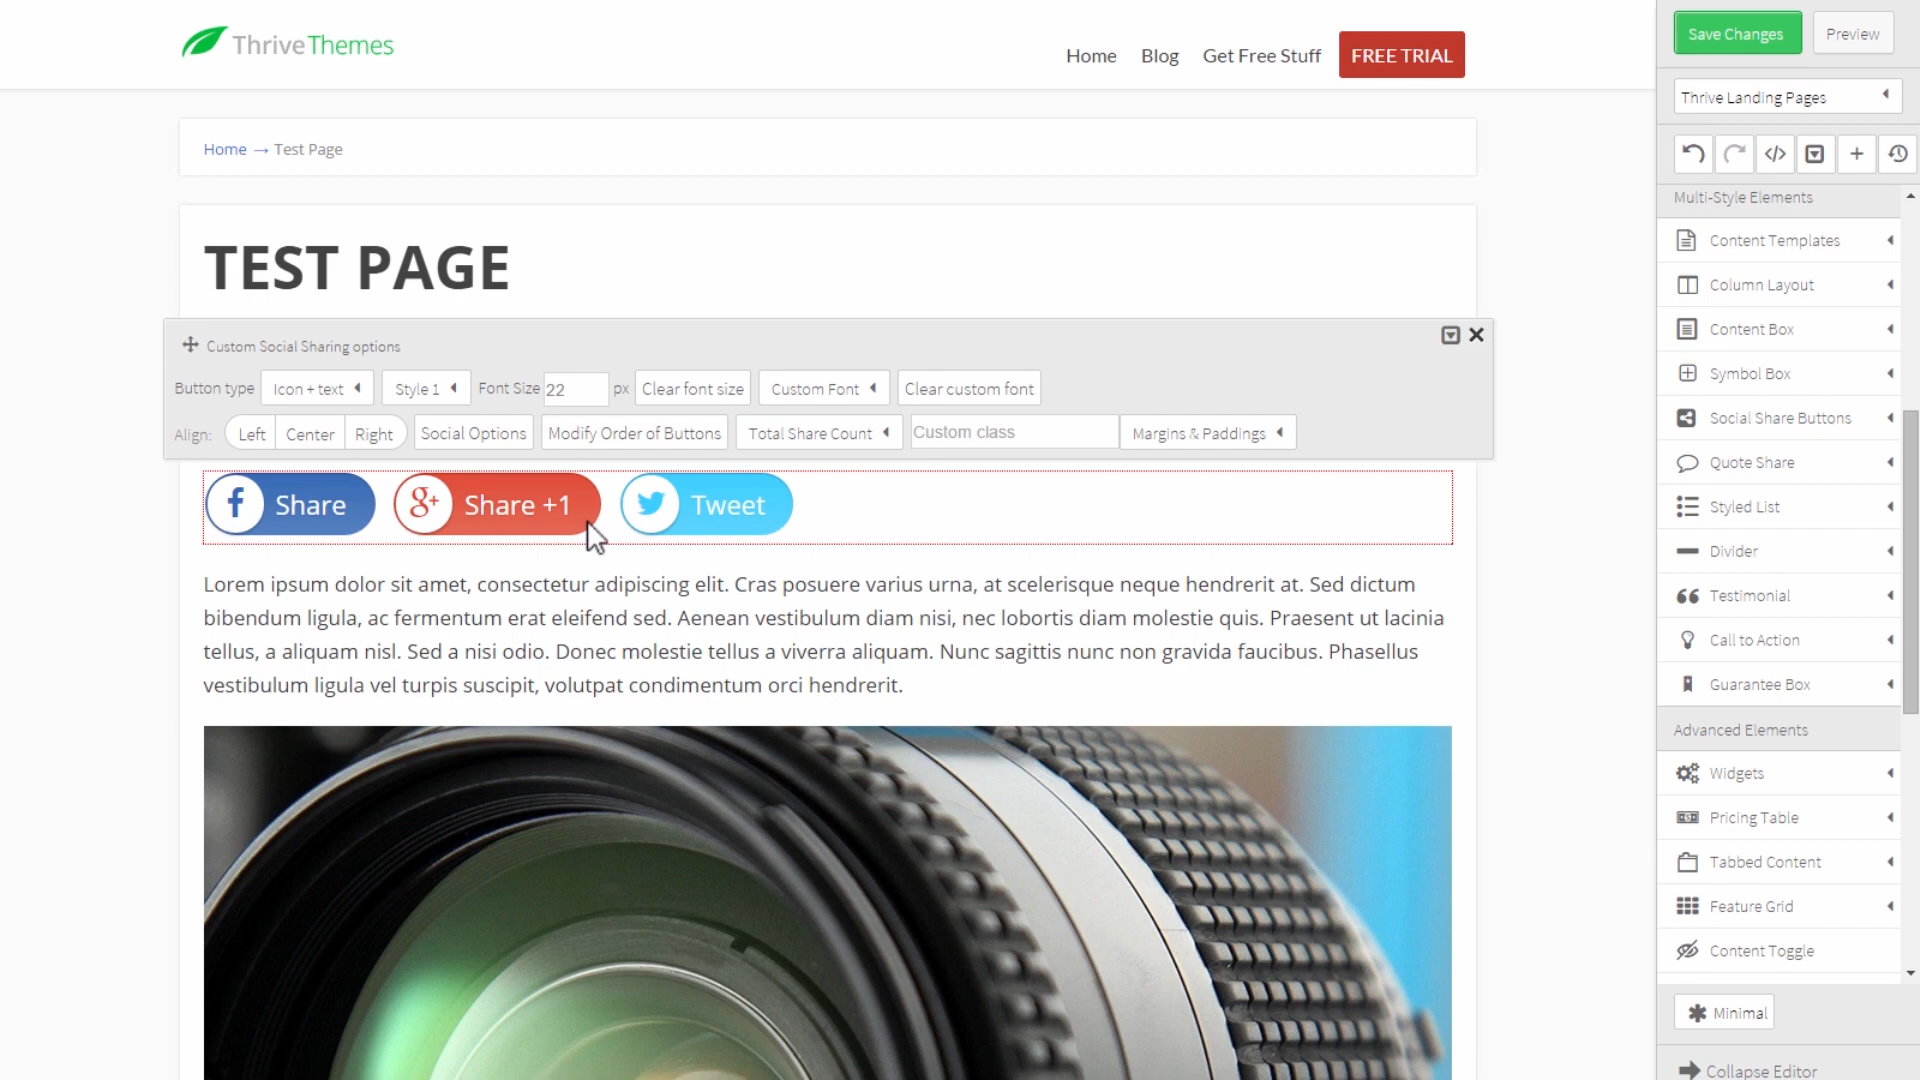 ThriveThemes
Home Blog Get Free Stuff FREE TRIAL
Home → Test Page
TEST PAGE
Custom Social Sharing options
Button type Icon + text Style 1 Font Size 22 px Clear font size Custom Font Clear custom font
Align: Left Center Right Social Options Modify Order of Buttons Total Share Count Custom class Margins & Paddings
Share Share +1 Tweet
Lorem ipsum dolor sit amet, consectetur adipiscing elit. Cras posuere varius urna, at scelerisque neque hendrerit at. Sed dictum
bibendum ligula, ac fermentum erat eleifend sed. Aenean vestibulum diam nisi, nec lobortis diam molestie quis. Praesent ut lacinia
tellus, a aliquam nisl. Sed a nisi odio. Donec molestie tellus a viverra aliquam. Nunc sagittis nunc non gravida faucibus. Phasellus
vestibulum ligula vel turpis suscipit, volutpat condimentum orci hendrerit.
Save Changes Preview
Thrive Landing Pages
Multi-Style Elements
Content Templates
Column Layout
Content Box
Symbol Box
Social Share Buttons
Quote Share
Styled List
Divider
Testimonial
Call to Action
Guarantee Box
Advanced Elements
Widgets
Pricing Table
Tabbed Content
Feature Grid
Content Toggle
Minimal
Collapse Editor